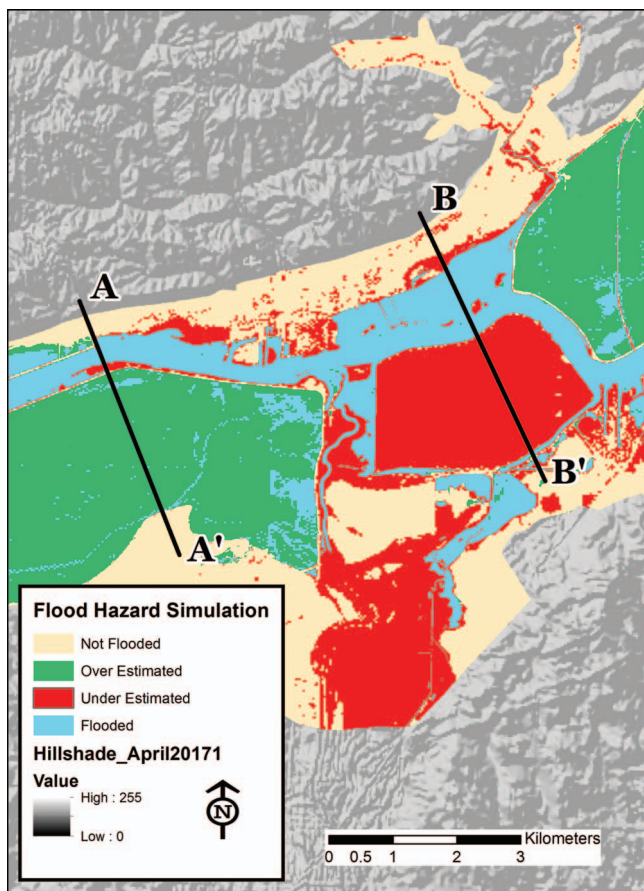 B
A
B'
A'
Flood Hazard Simulation
Not Flooded
Over Estimated
Under Estimated
Flooded
Hillshade_April20171
Value
High : 255
Low : 0
N
Kilometers
0 0.5 1 2 3